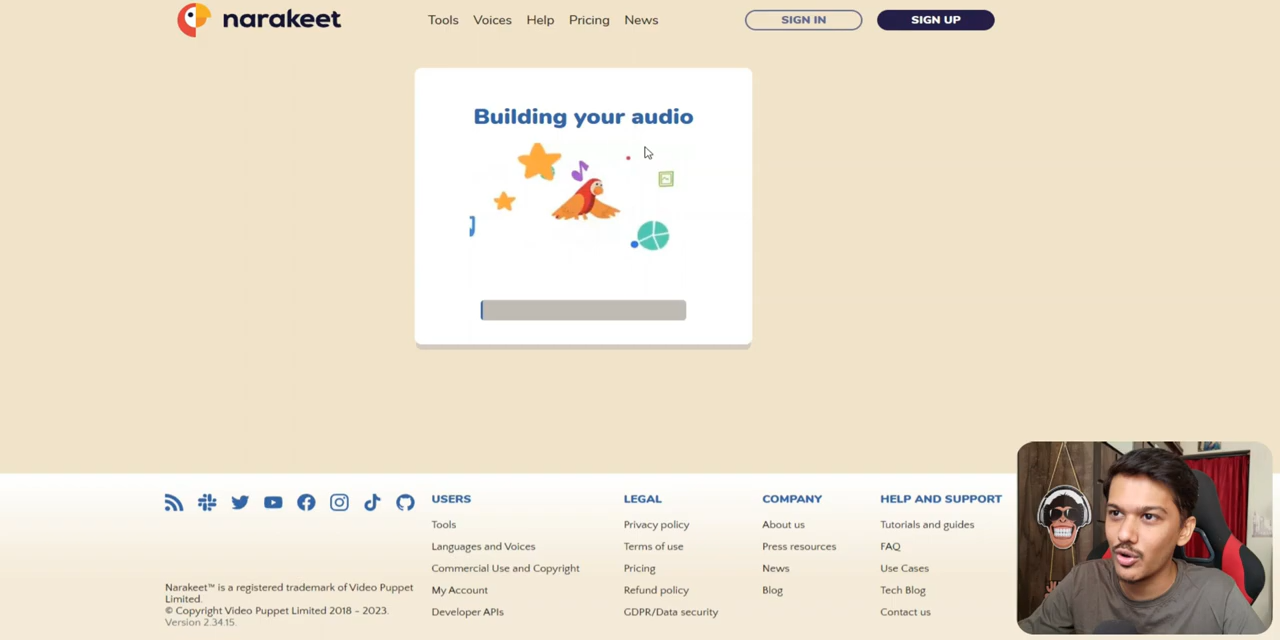 narakeet
Tools Voices Help Pricing News
SIGN IN
SIGN UP
Building your audio
USERS
Tools
Languages and Voices
Commercial Use and Copyright
My Account
Developer APIs
LEGAL
Privacy policy
Terms of use
Pricing
Refund policy
GDPR/Data security
COMPANY
About us
Press resources
News
Blog
HELP AND SUPPORT
Tutorials and guides
FAQ
Use Cases
Tech Blog
Contact us
Narakeet™ is a registered trademark of Video Puppet
Limited.
© Copyright Video Puppet Limited 2018 - 2023.
Version 2.34.15.